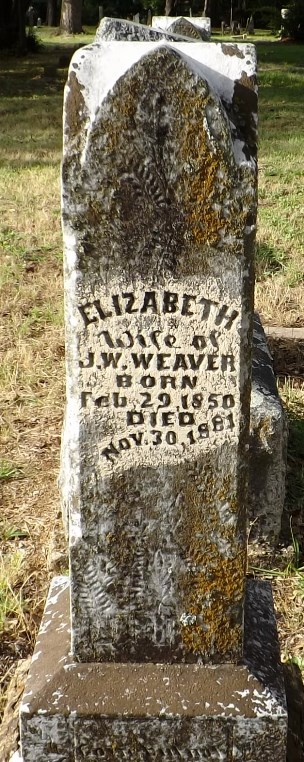 ELIZABETH
Wife of
J.W. WEAVER
BORN
Feb. 29, 1850
DIED
Nov. 30, 1881